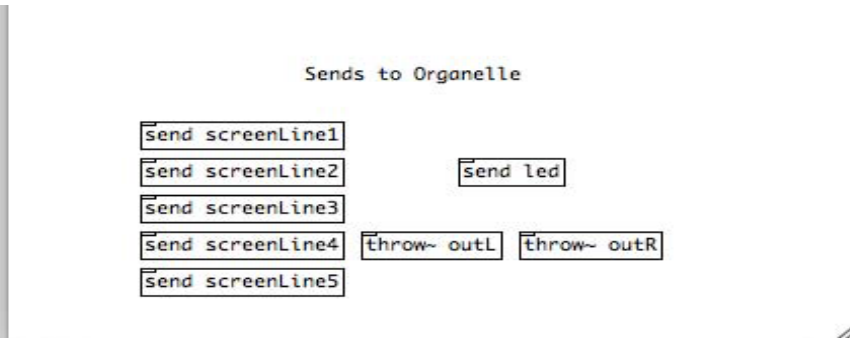 Sends to Organelle
send screenLine1
send screenLine2
send led
send screenLine3
send screenLine4
throw~ outL
throw~ outR
send screenLine5